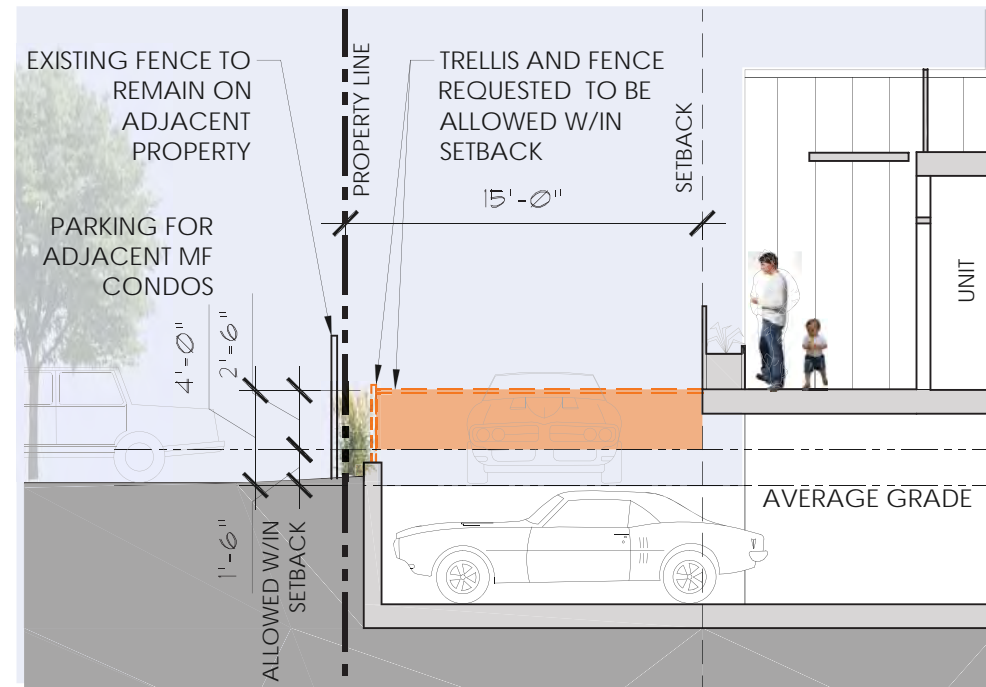 EXISTING FENCE TO
REMAIN ON
ADJACENT
PROPERTY
PROPERTY LINE
TRELLIS AND FENCE
REQUESTED TO BE
ALLOWED W/IN
SETBACK
SETBACK
15'-0"
PARKING FOR
ADJACENT MF
CONDOS
UNIT
4'-0"
2'-6"
AVERAGE GRADE
1'-6"
ALLOWED W/IN
SETBACK